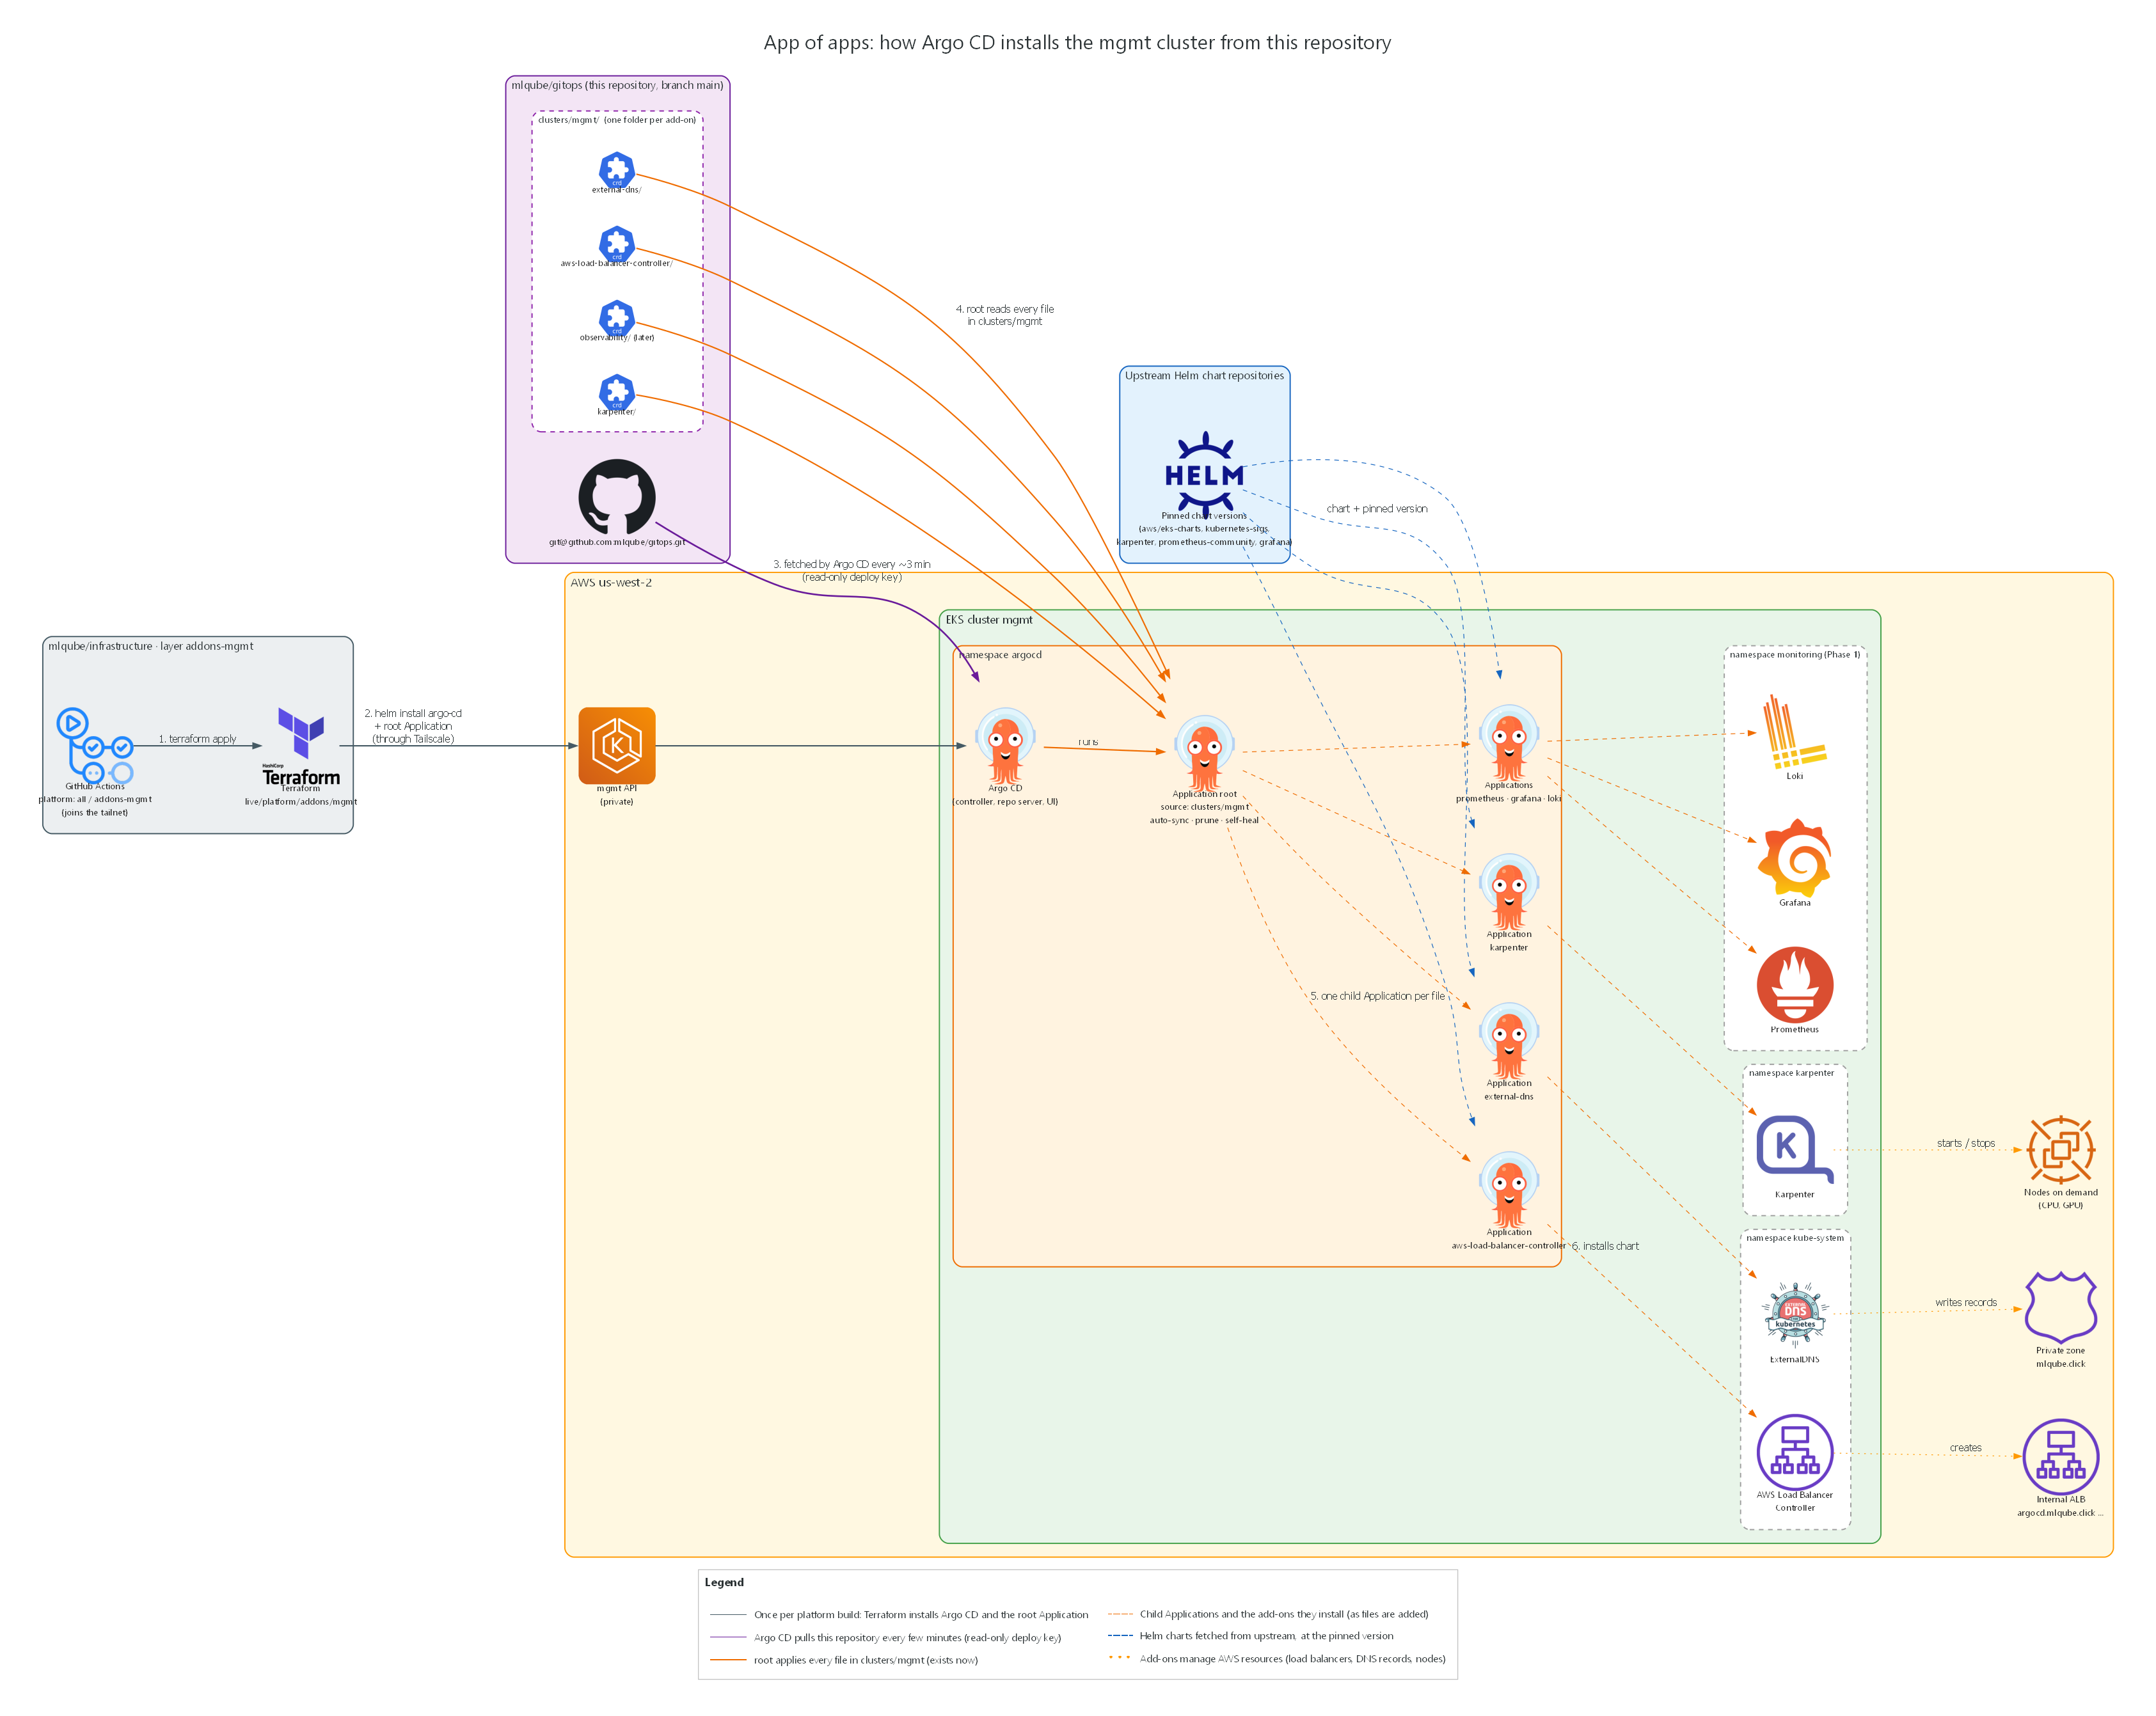 App of apps: how Argo CD installs the mgmt cluster from this repository
mlqube/gitops (this repository, branch main)
clusters/mgmt/ (one folder per add-on)
crd
external-dns/
crd
aws-load-balancer-controller/
crd
observability/ (later)
crd
karpenter/
git@github.com:mlqube/gitops.git
4. root reads every file
in clusters/mgmt
Upstream Helm chart repositories
HELM
Pinned chart versions
(aws/eks-charts, kubernetes-sigs,
karpenter, prometheus-community, grafana)
chart + pinned version
3. fetched by Argo CD every ~3 min
(read-only deploy key)
AWS us-west-2
EKS cluster mgmt
namespace argocd
mlqube/infrastructure · layer addons-mgmt
GitHub Actions
platform: all / addons-mgmt
(joins the tailnet)
1. terraform apply
HashiCorp
Terraform
Terraform
live/platform/addons/mgmt
2. helm install argo-cd
+ root Application
(through Tailscale)
K
mgmt API
(private)
Argo CD
(controller, repo server, UI)
runs
Application root
source: clusters/mgmt
auto-sync · prune · self-heal
Applications
prometheus · grafana · loki
Application
karpenter
5. one child Application per file
Application
external-dns
Application
aws-load-balancer-controller
6. installs chart
namespace monitoring (Phase 1)
Loki
Grafana
Prometheus
namespace karpenter
K
Karpenter
starts / stops
Nodes on demand
(CPU, GPU)
namespace kube-system
EXTERNAL
DNS
kubernetes
ExternalDNS
writes records
Private zone
mlqube.click
AWS Load Balancer
Controller
creates
Internal ALB
argocd.mlqube.click ...
Legend
Once per platform build: Terraform installs Argo CD and the root Application
Argo CD pulls this repository every few minutes (read-only deploy key)
root applies every file in clusters/mgmt (exists now)
Child Applications and the add-ons they install (as files are added)
Helm charts fetched from upstream, at the pinned version
Add-ons manage AWS resources (load balancers, DNS records, nodes)